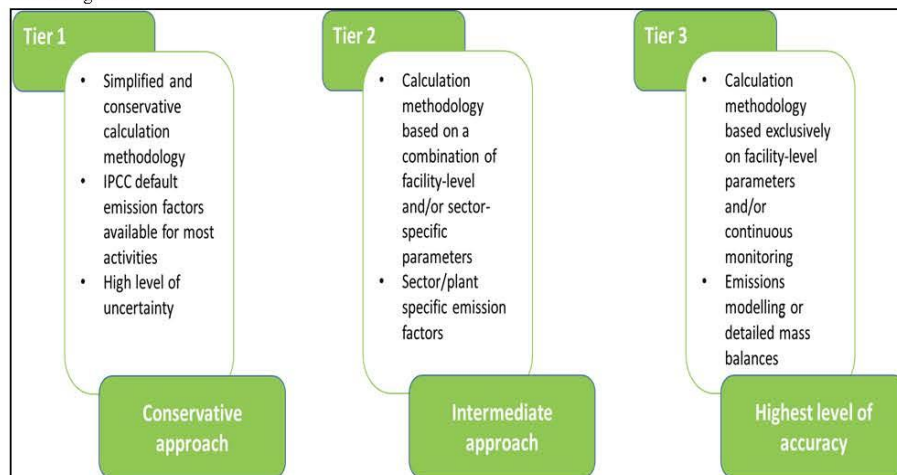 Tier 1
• Simplified and
conservative
calculation
methodology
• IPCC default
emission factors
available for most
activities
• High level of
uncertainty
Conservative
approach
Tier 2
• Calculation
methodology
based on a
combination of
facility-level
and/or sector-
specific
parameters
• Sector/plant
specific emission
factors
Intermediate
approach
Tier 3
• Calculation
methodology
based exclusively
on facility-level
parameters
and/or
continuous
monitoring
• Emissions
modelling or
detailed mass
balances
Highest level of
accuracy